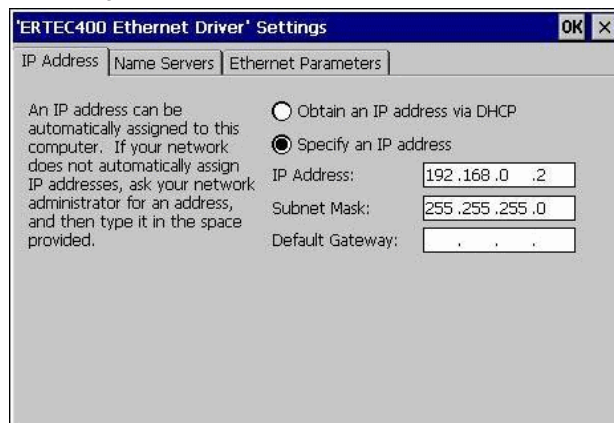 'ERTEC400 Ethernet Driver' Settings OK ×
IP Address Name Servers Ethernet Parameters
An IP address can be
automatically assigned to this
computer. If your network
does not automatically assign
IP addresses, ask your network
administrator for an address,
and then type it in the space
provided.
Obtain an IP address via DHCP
Specify an IP address
IP Address: 192.168.0 .2
Subnet Mask: 255.255.255.0
Default Gateway: . . .